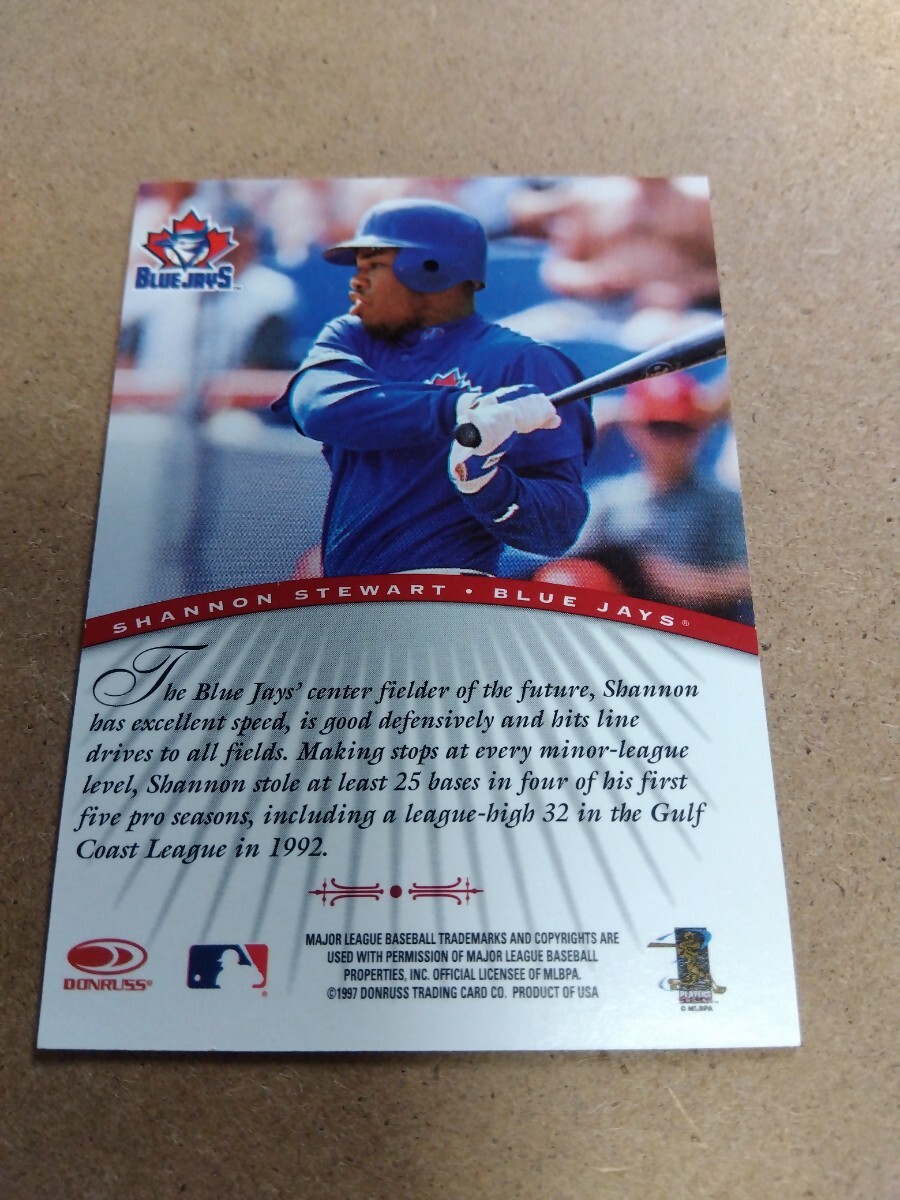 BLUE JAYS™
SHANNON STEWART • BLUE JAYS®
The Blue Jays' center fielder of the future, Shannon
has excellent speed, is good defensively and hits line
drives to all fields. Making stops at every minor-league
level, Shannon stole at least 25 bases in four of his first
five pro seasons, including a league-high 32 in the Gulf
Coast League in 1992.
MAJOR LEAGUE BASEBALL TRADEMARKS AND COPYRIGHTS ARE
USED WITH PERMISSION OF MAJOR LEAGUE BASEBALL
PROPERTIES, INC. OFFICIAL LICENSEE OF MLBPA.
©1997 DONRUSS TRADING CARD CO. PRODUCT OF USA
DONRUSS®
PLAYERS
© MLBPA